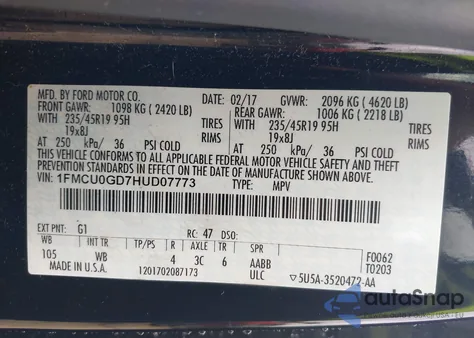 MFD. BY FORD MOTOR CO.
02/17 GVWR: 2096 KG (4620 LB)
FRONT GAWR: 1098 KG (2420 LB) REAR GAWR: 1006 KG (2218 LB)
WITH 235/45R19 95H TIRES WITH 235/45R19 95H TIRES
19x8J RIMS 19x8J RIMS
AT 250 kPa/ 36 PSI COLD AT 250 kPa/ 36 PSI COLD
THIS VEHICLE CONFORMS TO ALL APPLICABLE FEDERAL MOTOR VEHICLE SAFETY AND THEFT
PREVENTION STANDARDS IN EFFECT ON THE DATE OF MANUFACTURE SHOWN ABOVE.
VIN: 1FMCU0GD7HUD07773 TYPE: MPV
EXT PNT: G1 RC: 47 DSO:
WB INT TR TP/PS R AXLE TR SPR F0062
105 WB 4 3C 6 AABB T0203
MADE IN U.S.A. 1201702087173 ULC 5U5A-3520472-AA
autoSnap